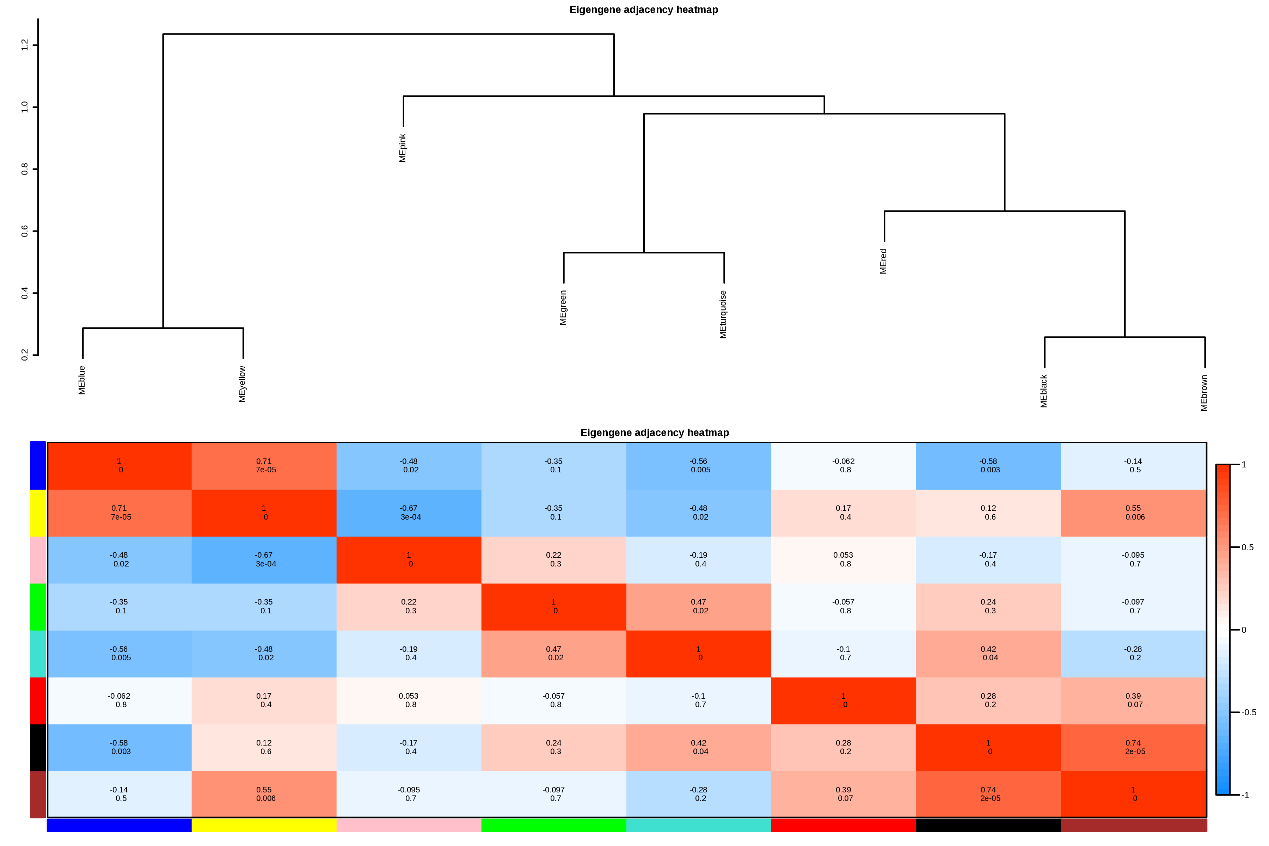 Eigengene adjacency heatmap
1.2
1.0
0.8
0.6
0.4
0.2
MEblue
MEyellow
MEpink
MEgreen
MEturquoise
MEred
MEblack
MEbrown
Eigengene adjacency heatmap
1 0.71 -0.48 -0.35 -0.56 -0.062 -0.58 -0.14
0 7e-05 0.02 0.1 0.005 0.8 0.003 0.5
0.71 1 -0.67 -0.35 -0.48 0.17 0.12 0.55
7e-05 0 3e-04 0.1 0.02 0.4 0.6 0.006
-0.48 -0.67 1 0.22 -0.19 0.053 -0.17 -0.095
0.02 3e-04 0 0.3 0.4 0.8 0.4 0.7
-0.35 -0.35 0.22 1 0.47 -0.057 0.24 -0.097
0.1 0.1 0.3 0 0.02 0.8 0.3 0.7
-0.56 -0.48 -0.19 0.47 1 -0.1 0.42 -0.28
0.005 0.02 0.4 0.02 0 0.7 0.04 0.2
-0.062 0.17 0.053 -0.057 -0.1 1 0.28 0.39
0.8 0.4 0.8 0.8 0.7 0 0.2 0.07
-0.58 0.12 -0.17 0.24 0.42 0.28 1 0.74
0.003 0.6 0.4 0.3 0.04 0.2 0 2e-05
-0.14 0.55 -0.095 -0.097 -0.28 0.39 0.74 1
0.5 0.006 0.7 0.7 0.2 0.07 2e-05 0
1
0.5
0
-0.5
-1